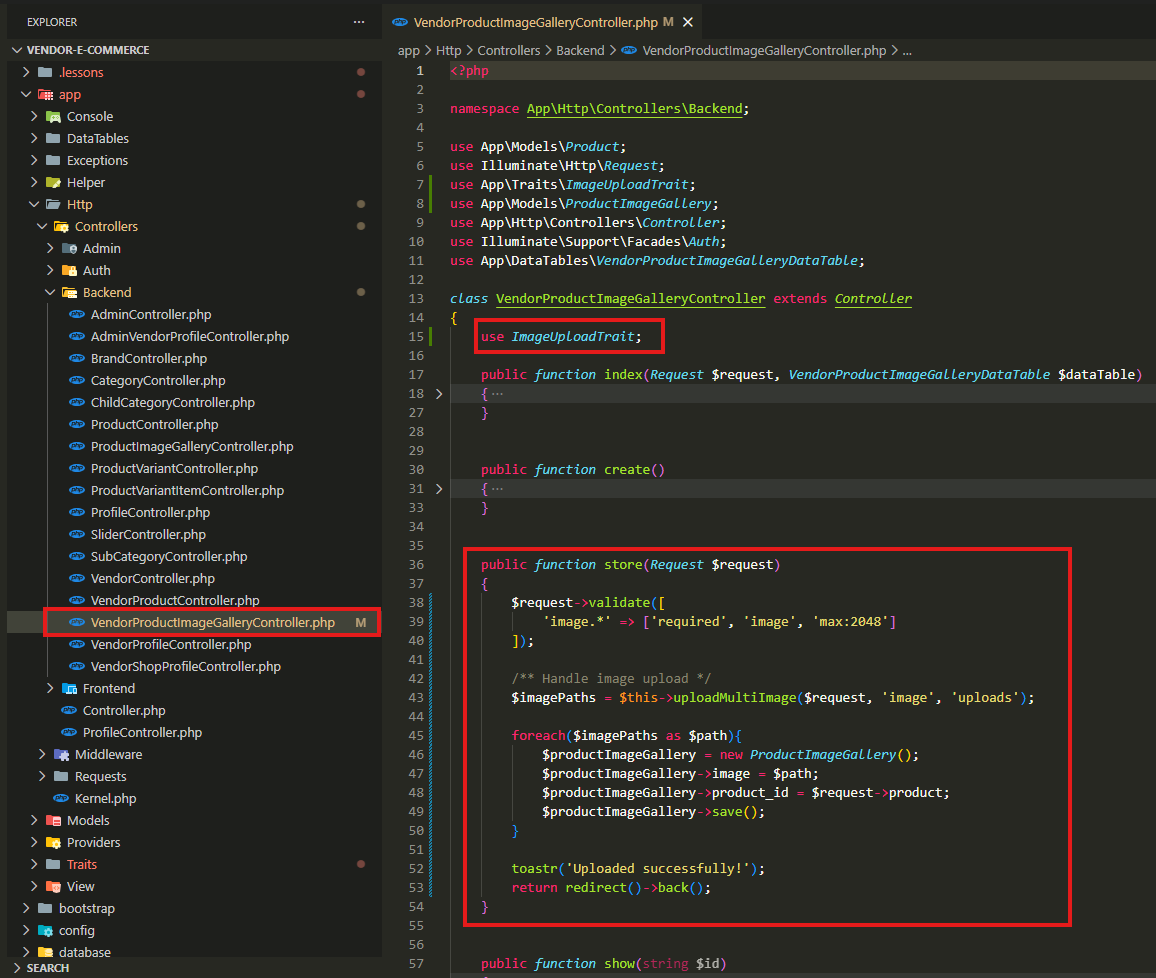 EXPLORER
...
VENDOR-E-COMMERCE
.lessons
app
Console
DataTables
Exceptions
Helper
Http
Controllers
Admin
Auth
Backend
AdminController.php
AdminVendorProfileController.php
BrandController.php
CategoryController.php
ChildCategoryController.php
ProductController.php
ProductImageGalleryController.php
ProductVariantController.php
ProductVariantItemController.php
ProfileController.php
SliderController.php
SubCategoryController.php
VendorController.php
VendorProductController.php
VendorProductImageGalleryController.php M
VendorProfileController.php
VendorShopProfileController.php
Frontend
Controller.php
ProfileController.php
Middleware
Requests
Kernel.php
Models
Providers
Traits
View
bootstrap
config
database
SEARCH
VendorProductImageGalleryController.php M ×
app > Http > Controllers > Backend > VendorProductImageGalleryController.php > ...
1 <?php
2
3 namespace App\Http\Controllers\Backend;
4
5 use App\Models\Product;
6 use Illuminate\Http\Request;
7 use App\Traits\ImageUploadTrait;
8 use App\Models\ProductImageGallery;
9 use App\Http\Controllers\Controller;
10 use Illuminate\Support\Facades\Auth;
11 use App\DataTables\VendorProductImageGalleryDataTable;
12
13 class VendorProductImageGalleryController extends Controller
14 {
15 use ImageUploadTrait;
16
17 public function index(Request $request, VendorProductImageGalleryDataTable $dataTable)
18 > { ...
27 }
28
29
30 public function create()
31 > { ...
33 }
34
35
36 public function store(Request $request)
37 {
38 $request->validate([
39 'image.*' => ['required', 'image', 'max:2048']
40 ]);
41
42 /** Handle image upload */
43 $imagePaths = $this->uploadMultiImage($request, 'image', 'uploads');
44
45 foreach($imagePaths as $path){
46 $productImageGallery = new ProductImageGallery();
47 $productImageGallery->image = $path;
48 $productImageGallery->product_id = $request->product;
49 $productImageGallery->save();
50 }
51
52 toastr('Uploaded successfully!');
53 return redirect()->back();
54 }
55
56
57 public function show(string $id)